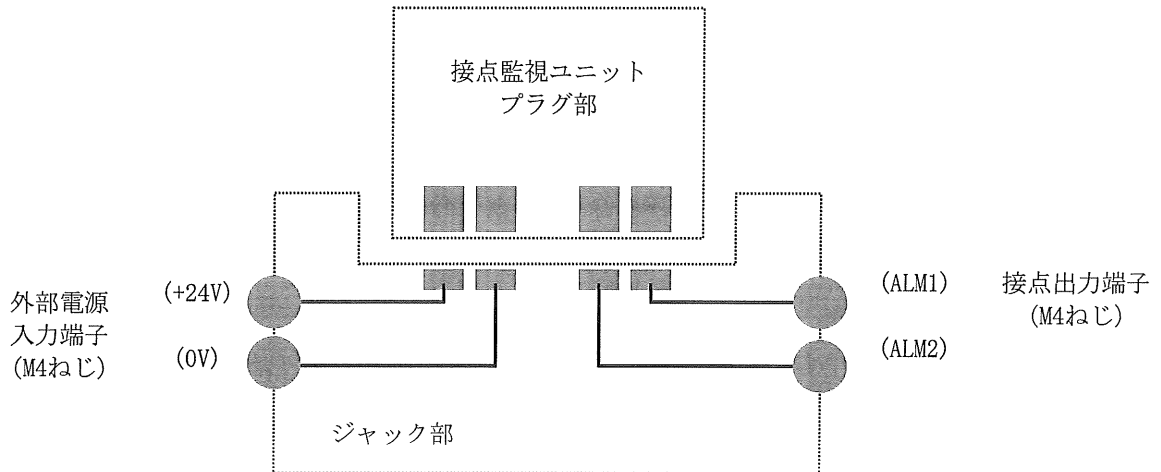 接点監視ユニット
プラグ部
外部電源
入力端子
(M4ねじ)
(+24V)
(0V)
(ALM1)
(ALM2)
接点出力端子
(M4ねじ)
ジャック部